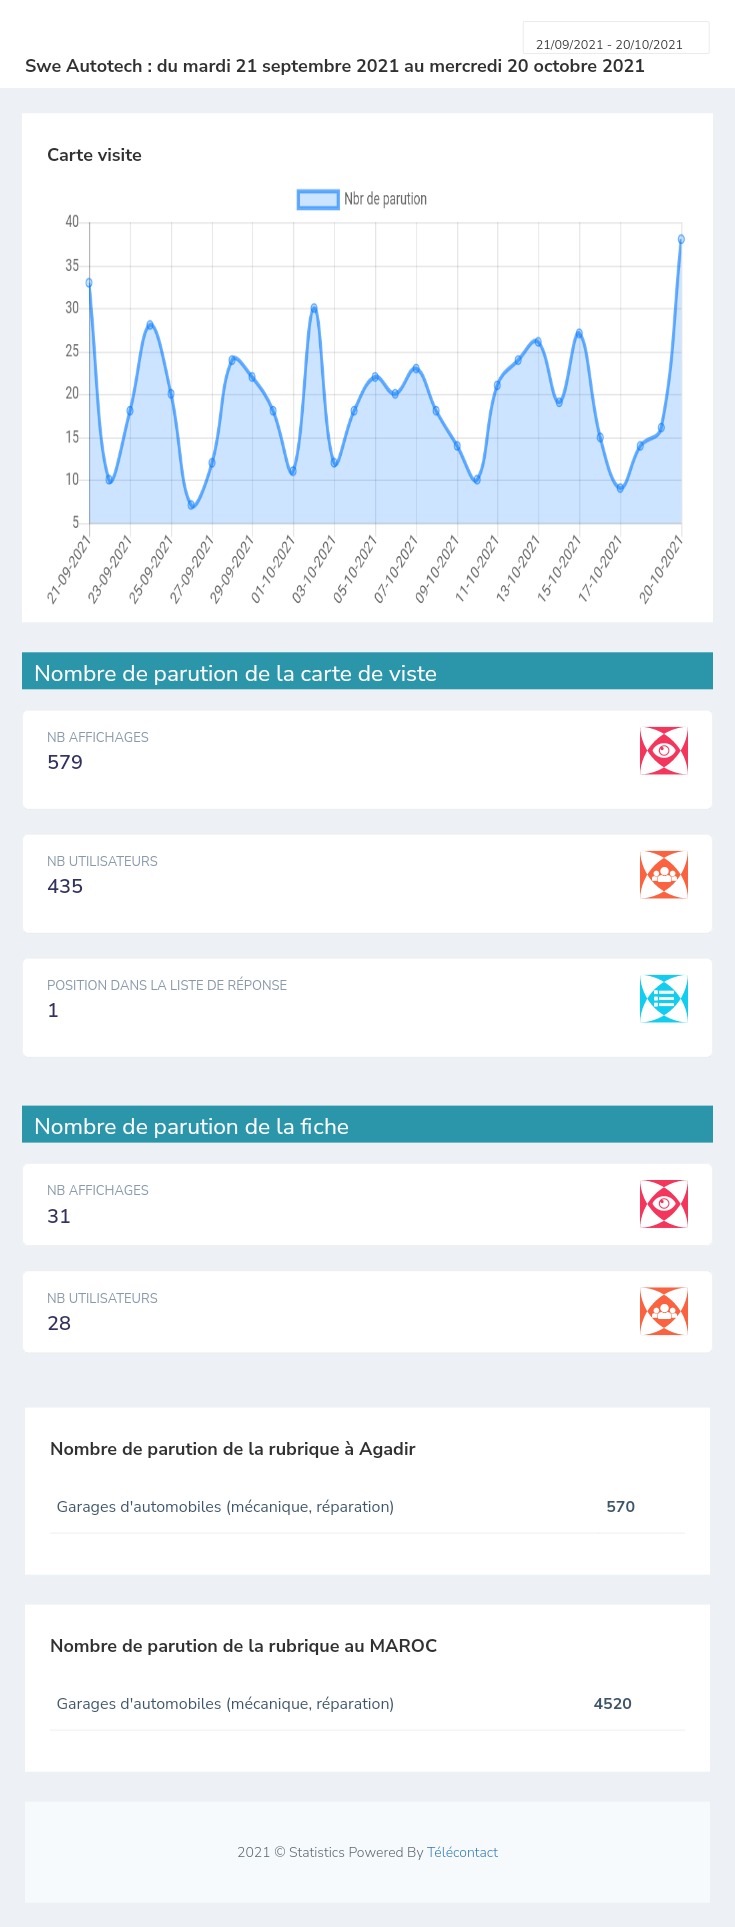 21/09/2021 - 20/10/2021
Swe Autotech : du mardi 21 septembre 2021 au mercredi 20 octobre 2021
Carte visite
Nbr de parution
40
35
30
25
20
15
10
5
21-09-2021
23-09-2021
25-09-2021
27-09-2021
29-09-2021
01-10-2021
03-10-2021
05-10-2021
07-10-2021
09-10-2021
11-10-2021
13-10-2021
15-10-2021
17-10-2021
20-10-2021
Nombre de parution de la carte de viste
NB AFFICHAGES
579
NB UTILISATEURS
435
POSITION DANS LA LISTE DE RÉPONSE
1
Nombre de parution de la fiche
NB AFFICHAGES
31
NB UTILISATEURS
28
Nombre de parution de la rubrique à Agadir
Garages d'automobiles (mécanique, réparation) 570
Nombre de parution de la rubrique au MAROC
Garages d'automobiles (mécanique, réparation) 4520
2021 © Statistics Powered By Télécontact